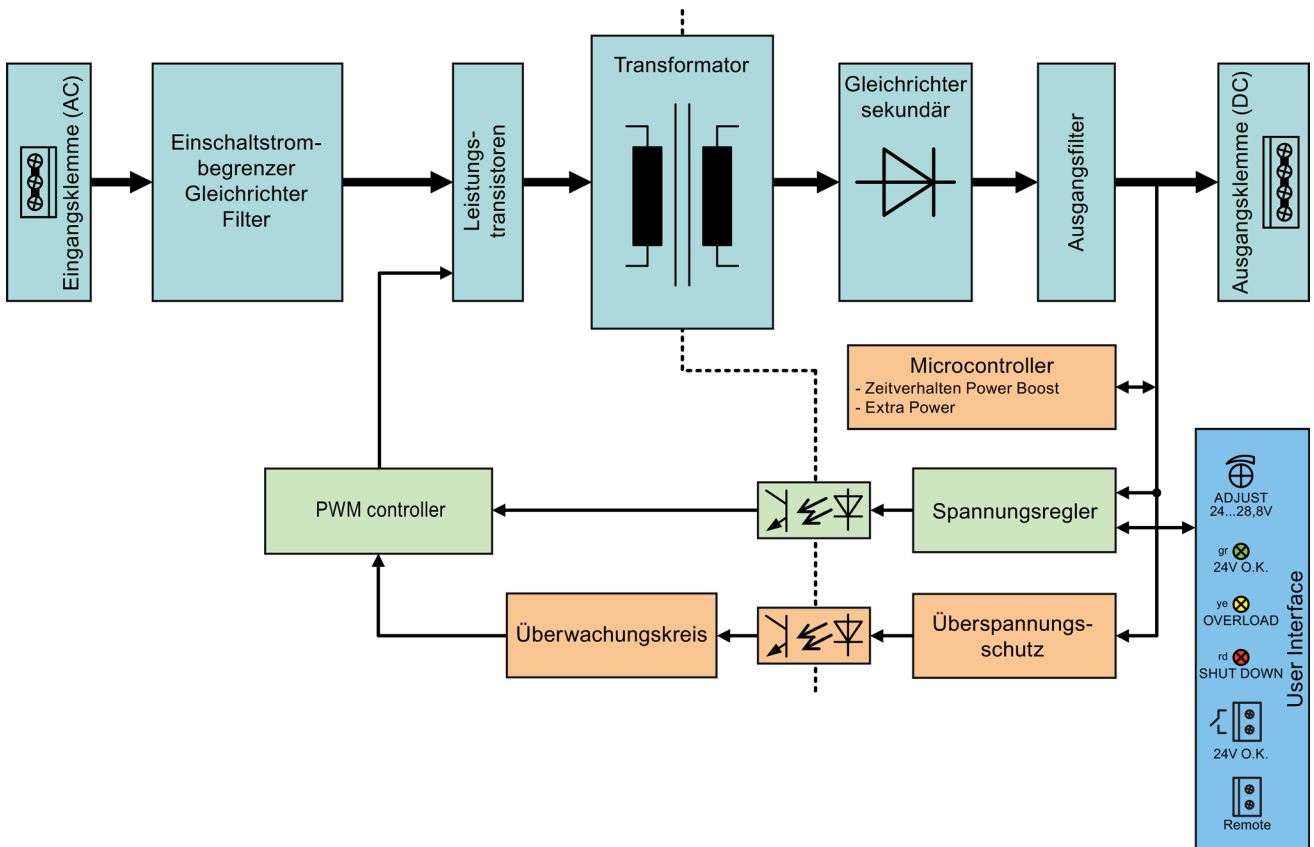 Eingangsklemme (AC)
Einschaltstrom-
begrenzer
Gleichrichter
Filter
Leistungs-
transistoren
Transformator
Gleichrichter
sekundär
Ausgangsfilter
Ausgangsklemme (DC)
Microcontroller
- Zeitverhalten Power Boost
- Extra Power
PWM controller
Spannungsregler
Überwachungskreis
Überspannungs-
schutz
User Interface
ADJUST
24...28,8V
gr
24V O.K.
ye
OVERLOAD
rd
SHUT DOWN
24V O.K.
Remote